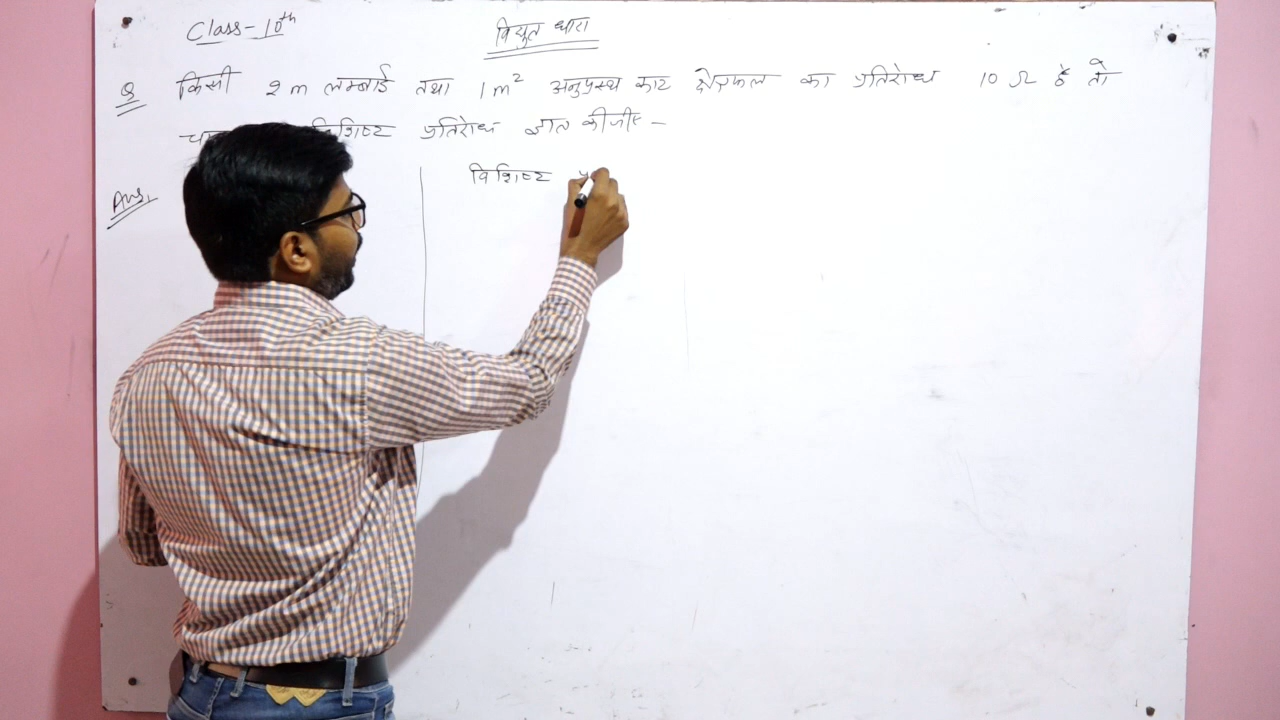 Class-10th
विद्युत धारा
Q किसी 2 m लम्बाई तथा 1 m² अनुप्रस्थ काट क्षेत्रफल का प्रतिरोध 10 Ω है तो
प्रतिरोध ज्ञात कीजीए -
Ans.
विशिष्ट